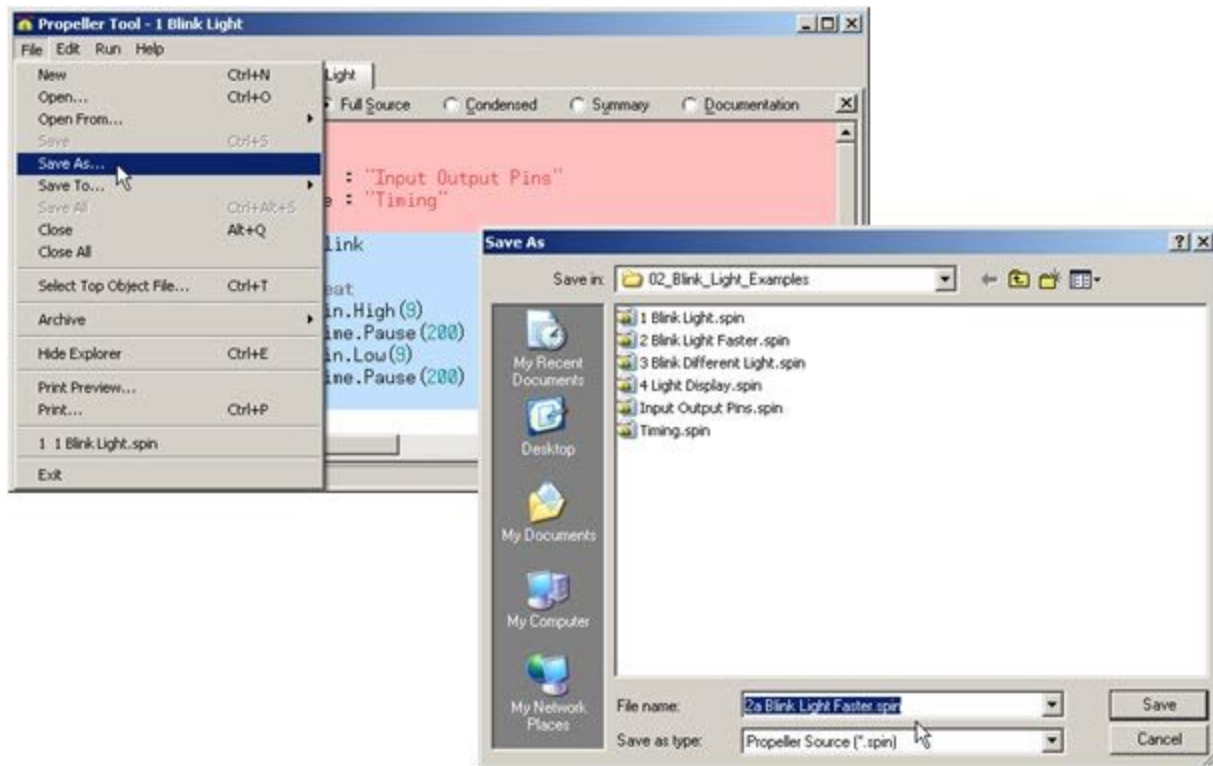 Propeller Tool - 1 Blink Light
File Edit Run Help
New Ctrl+N
Open... Ctrl+O
Open From...
Save Ctrl+S
Save As...
Save To...
Save All Ctrl+Alt+S
Close Alt+Q
Close All
Select Top Object File... Ctrl+T
Archive
Hide Explorer Ctrl+E
Print Preview...
Print... Ctrl+P
1 1 Blink Light.spin
Exit
Light
Full Source Condensed Summary Documentation
: "Input Output Pins"
e : "Timing"
link
eat
in.High(9)
ime.Pause(200)
in.Low(9)
ime.Pause(200)
Save As
Save in: 02_Blink_Light_Examples
My Recent
Documents
Desktop
My Documents
My Computer
My Network
Places
1 Blink Light.spin
2 Blink Light Faster.spin
3 Blink Different Light.spin
4 Light Display.spin
Input Output Pins.spin
Timing.spin
File name: 2a Blink Light Faster.spin Save
Save as type: Propeller Source (*.spin) Cancel